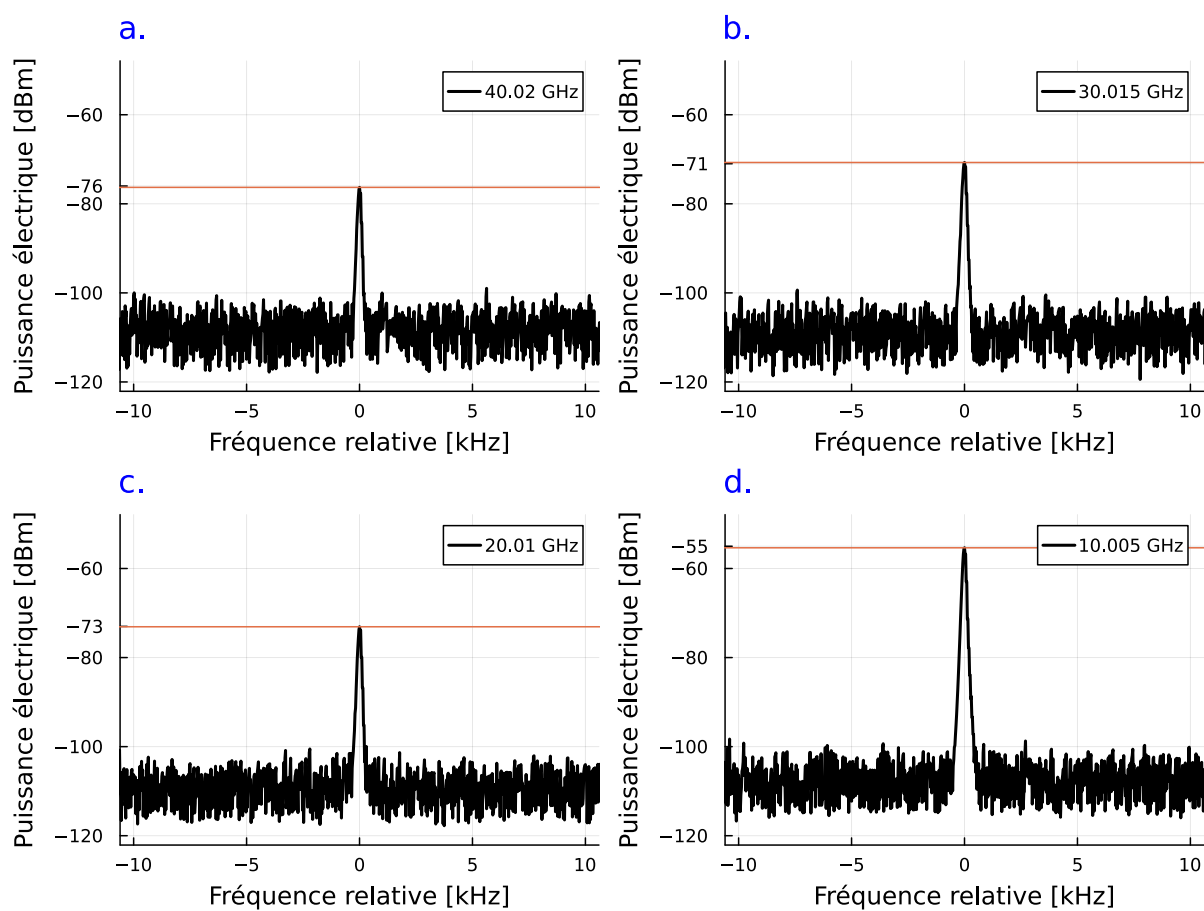 a.
Puissance électrique [dBm]
40.02 GHz
−60
−76
−80
−100
−120
−10
−5
0
5
10
Fréquence relative [kHz]
b.
Puissance électrique [dBm]
30.015 GHz
−60
−71
−80
−100
−120
−10
−5
0
5
10
Fréquence relative [kHz]
c.
Puissance électrique [dBm]
20.01 GHz
−60
−73
−80
−100
−120
−10
−5
0
5
10
Fréquence relative [kHz]
d.
Puissance électrique [dBm]
10.005 GHz
−55
−60
−80
−100
−120
−10
−5
0
5
10
Fréquence relative [kHz]